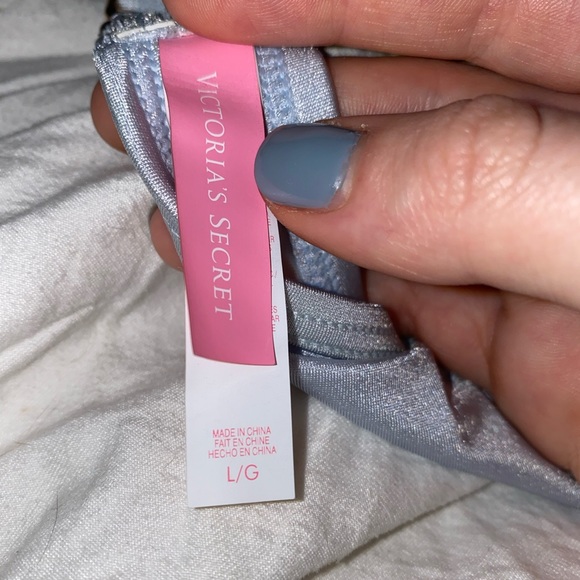 VICTORIA'S SECRET
MADE IN CHINA
FAIT EN CHINE
HECHO EN CHINA
L/G